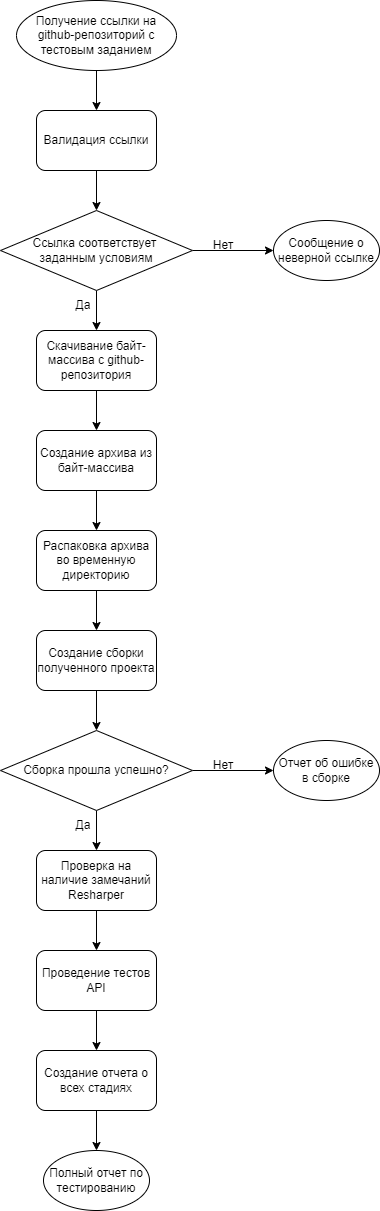 Получение ссылки на
github-репозиторий с
тестовым заданием
Валидация ссылки
Ссылка соответствует
заданным условиям
Нет
Сообщение о
неверной ссылке
Да
Скачивание байт-
массива с github-
репозитория
Создание архива из
байт-массива
Распаковка архива
во временную
директорию
Создание сборки
полученного проекта
Сборка прошла успешно?
Нет
Отчет об ошибке
в сборке
Да
Проверка на
наличие замечаний
Resharper
Проведение тестов
API
Создание отчета о
всех стадиях
Полный отчет по
тестированию